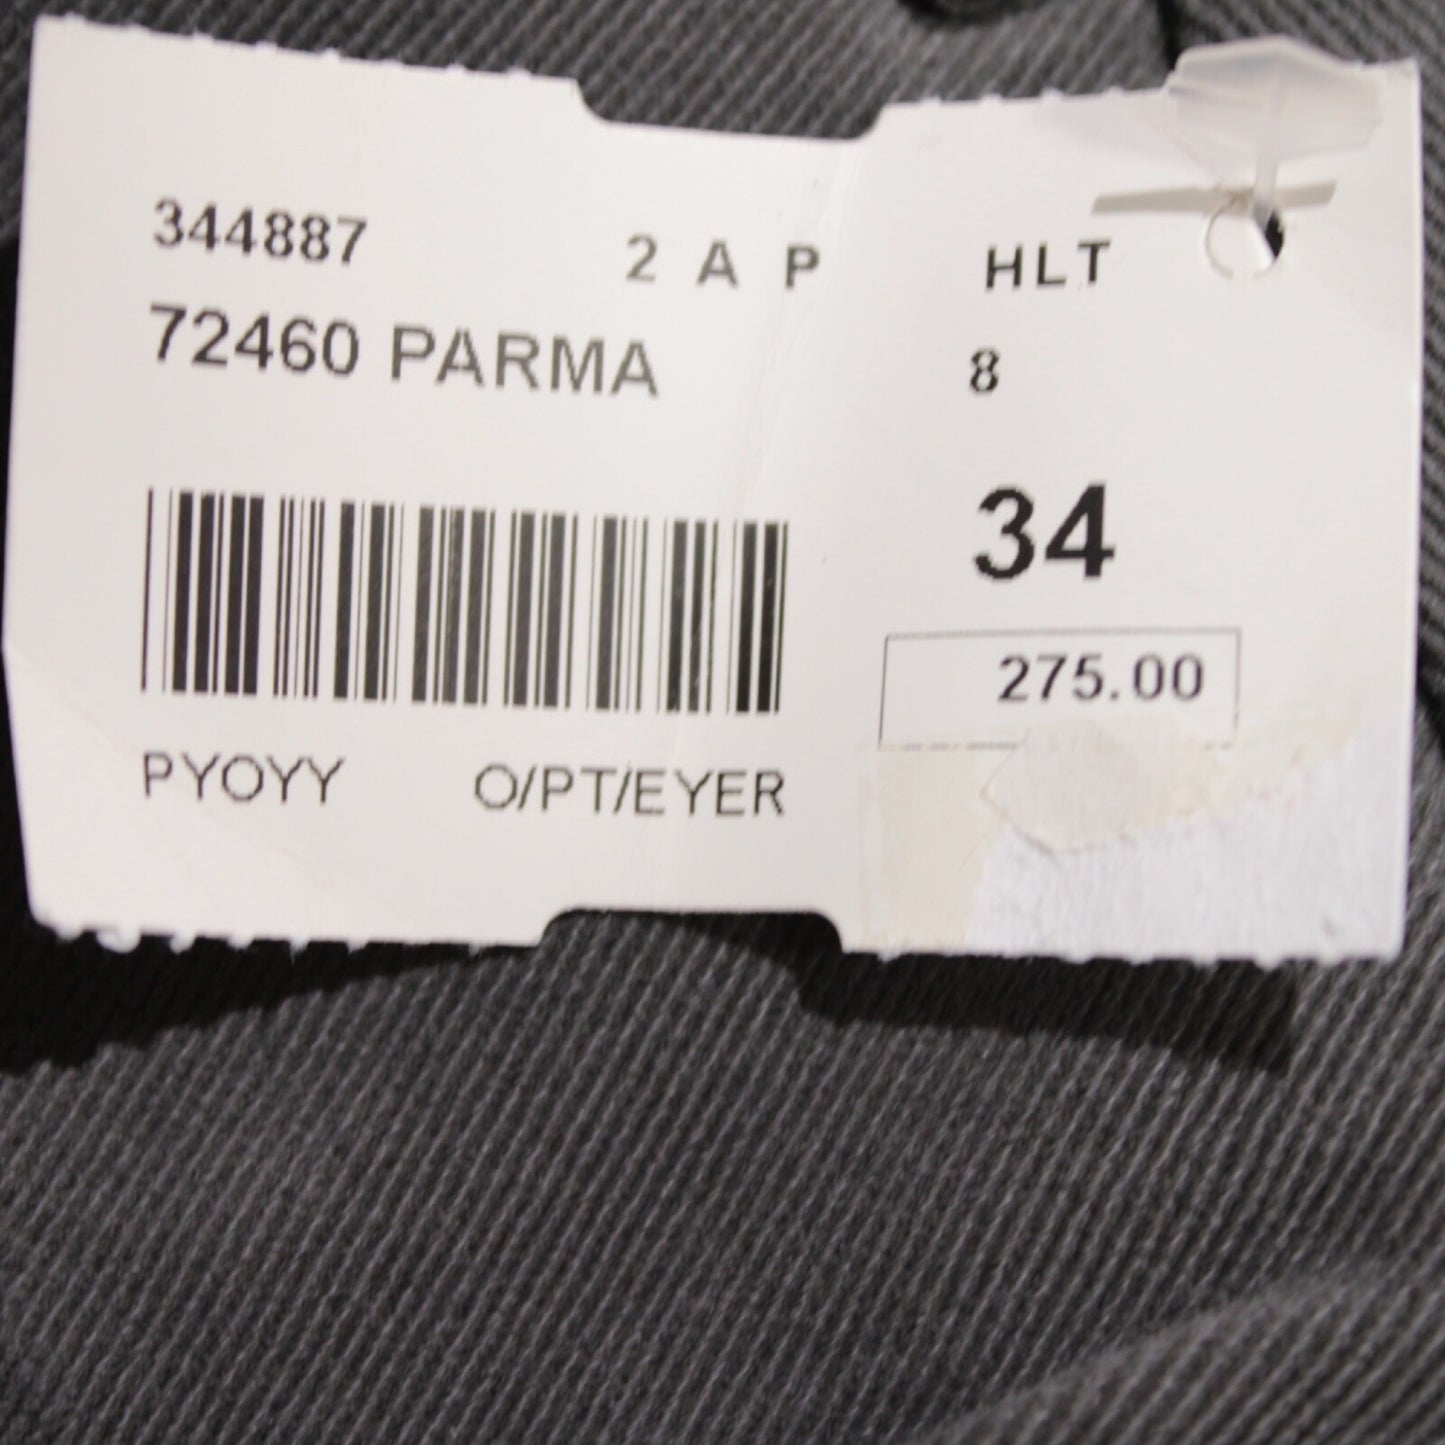 344887 2 A P HLT
72460 PARMA 8
34
275.00
PYOYY O/PT/EYER